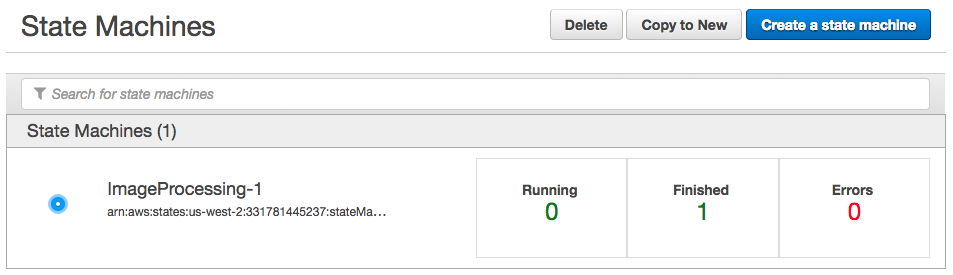 State Machines
Delete
Copy to New
Create a state machine
Search for state machines
State Machines (1)
ImageProcessing-1
arn:aws:states:us-west-2:331781445237:stateMa...
Running
0
Finished
1
Errors
0